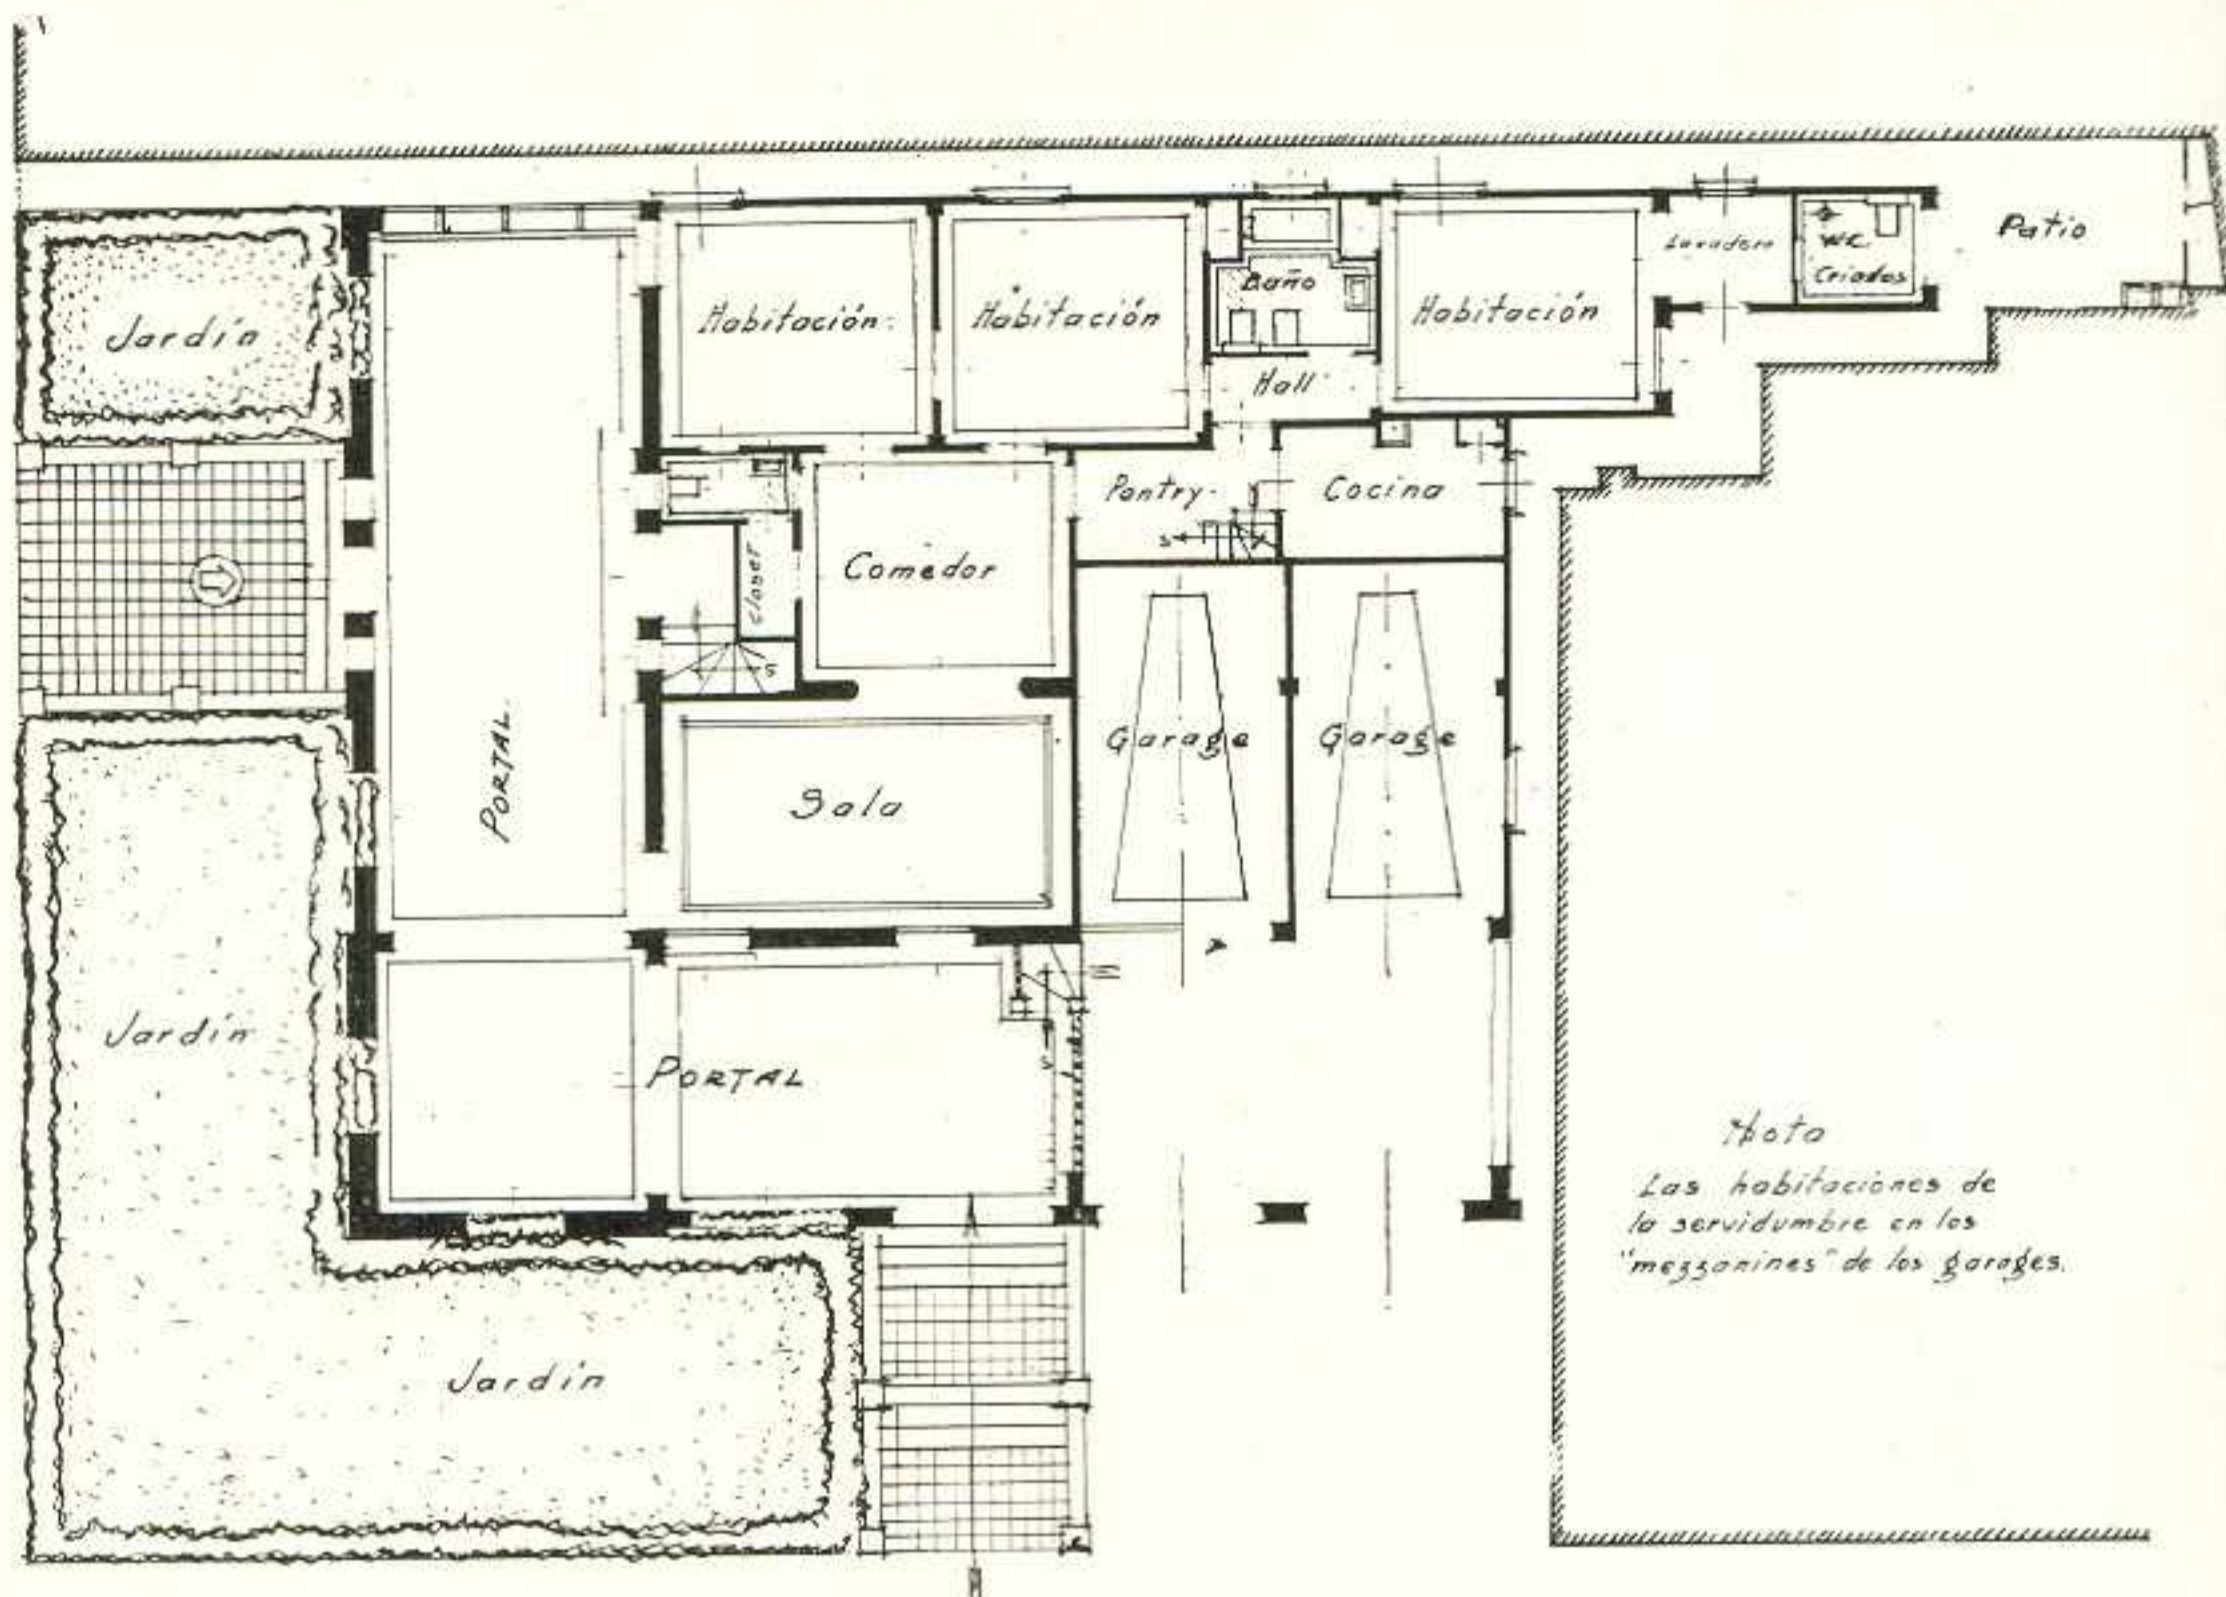 Patio
Lavadero
WC
Criados
Baño
Habitación
Habitación
Habitación
Jardín
Hall
Pantry
Cocina
S
closet
Comedor
S
PORTAL
Garage
Garage
Sala
Jardín
PORTAL
Nota
Las habitaciones de
la servidumbre en los
"mezzanines" de los garages.
Jardín